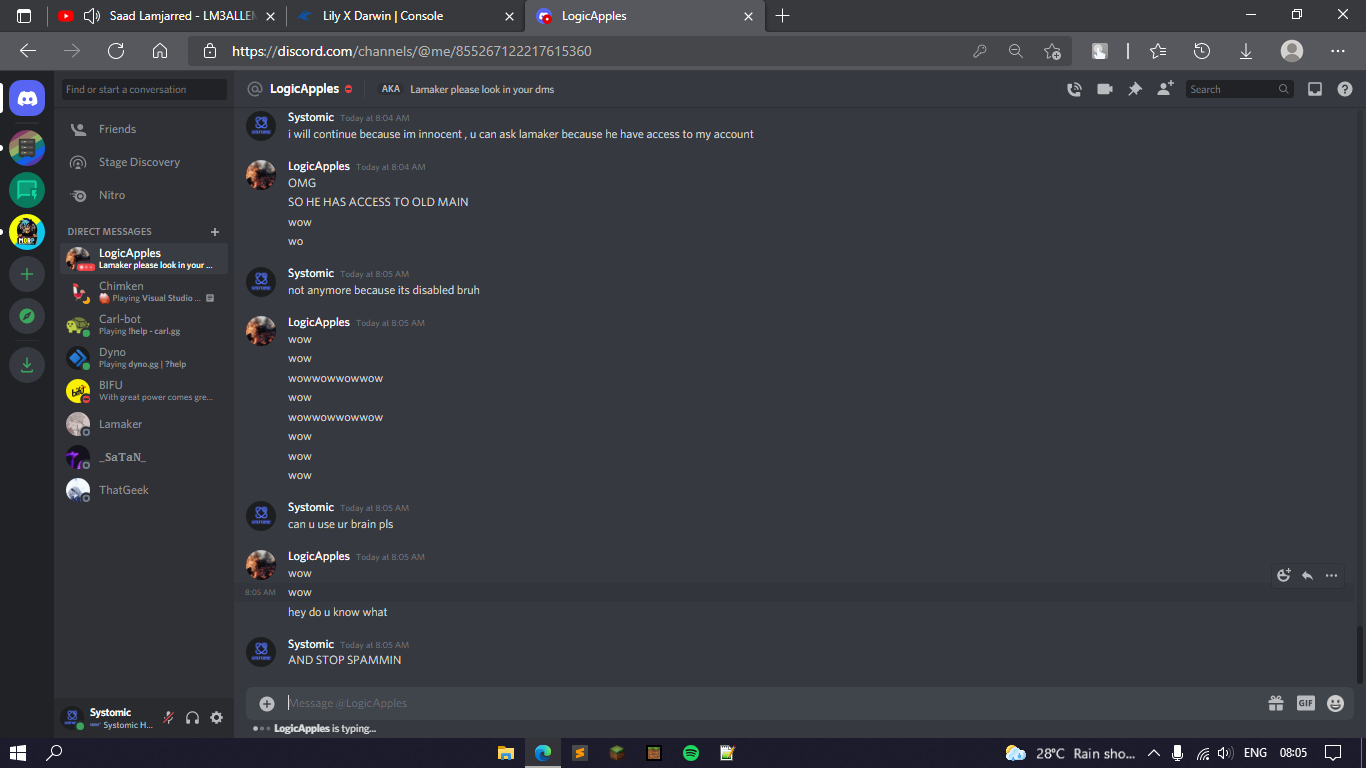 Saad Lamjarred - LM3ALLEM
Lily X Darwin | Console
LogicApples
https://discord.com/channels/@me/855267122217615360
Find or start a conversation
LogicApples
AKA Lamaker please look in your dms
Search
Friends
Stage Discovery
Nitro
DIRECT MESSAGES
LogicApples
Lamaker please look in your ...
Chimken
Playing Visual Studio ...
Carl-bot
Playing !help - carl.gg
Dyno
Playing dyno.gg | ?help
BIFU
With great power comes gre...
Lamaker
_SaTaN_
ThatGeek
Systomic
Systomic H...
Systomic Today at 8:04 AM
i will continue because im innocent , u can ask lamaker because he have access to my account
LogicApples Today at 8:04 AM
OMG
SO HE HAS ACCESS TO OLD MAIN
wow
wo
Systomic Today at 8:05 AM
not anymore because its disabled bruh
LogicApples Today at 8:05 AM
wow
wow
wowwowwowwow
wow
wowwowwowwow
wow
wow
wow
Systomic Today at 8:05 AM
can u use ur brain pls
LogicApples Today at 8:05 AM
wow
8:05 AM wow
hey do u know what
Systomic Today at 8:05 AM
AND STOP SPAMMIN
Message @LogicApples
GIF
LogicApples is typing...
28°C Rain sho...
ENG
08:05